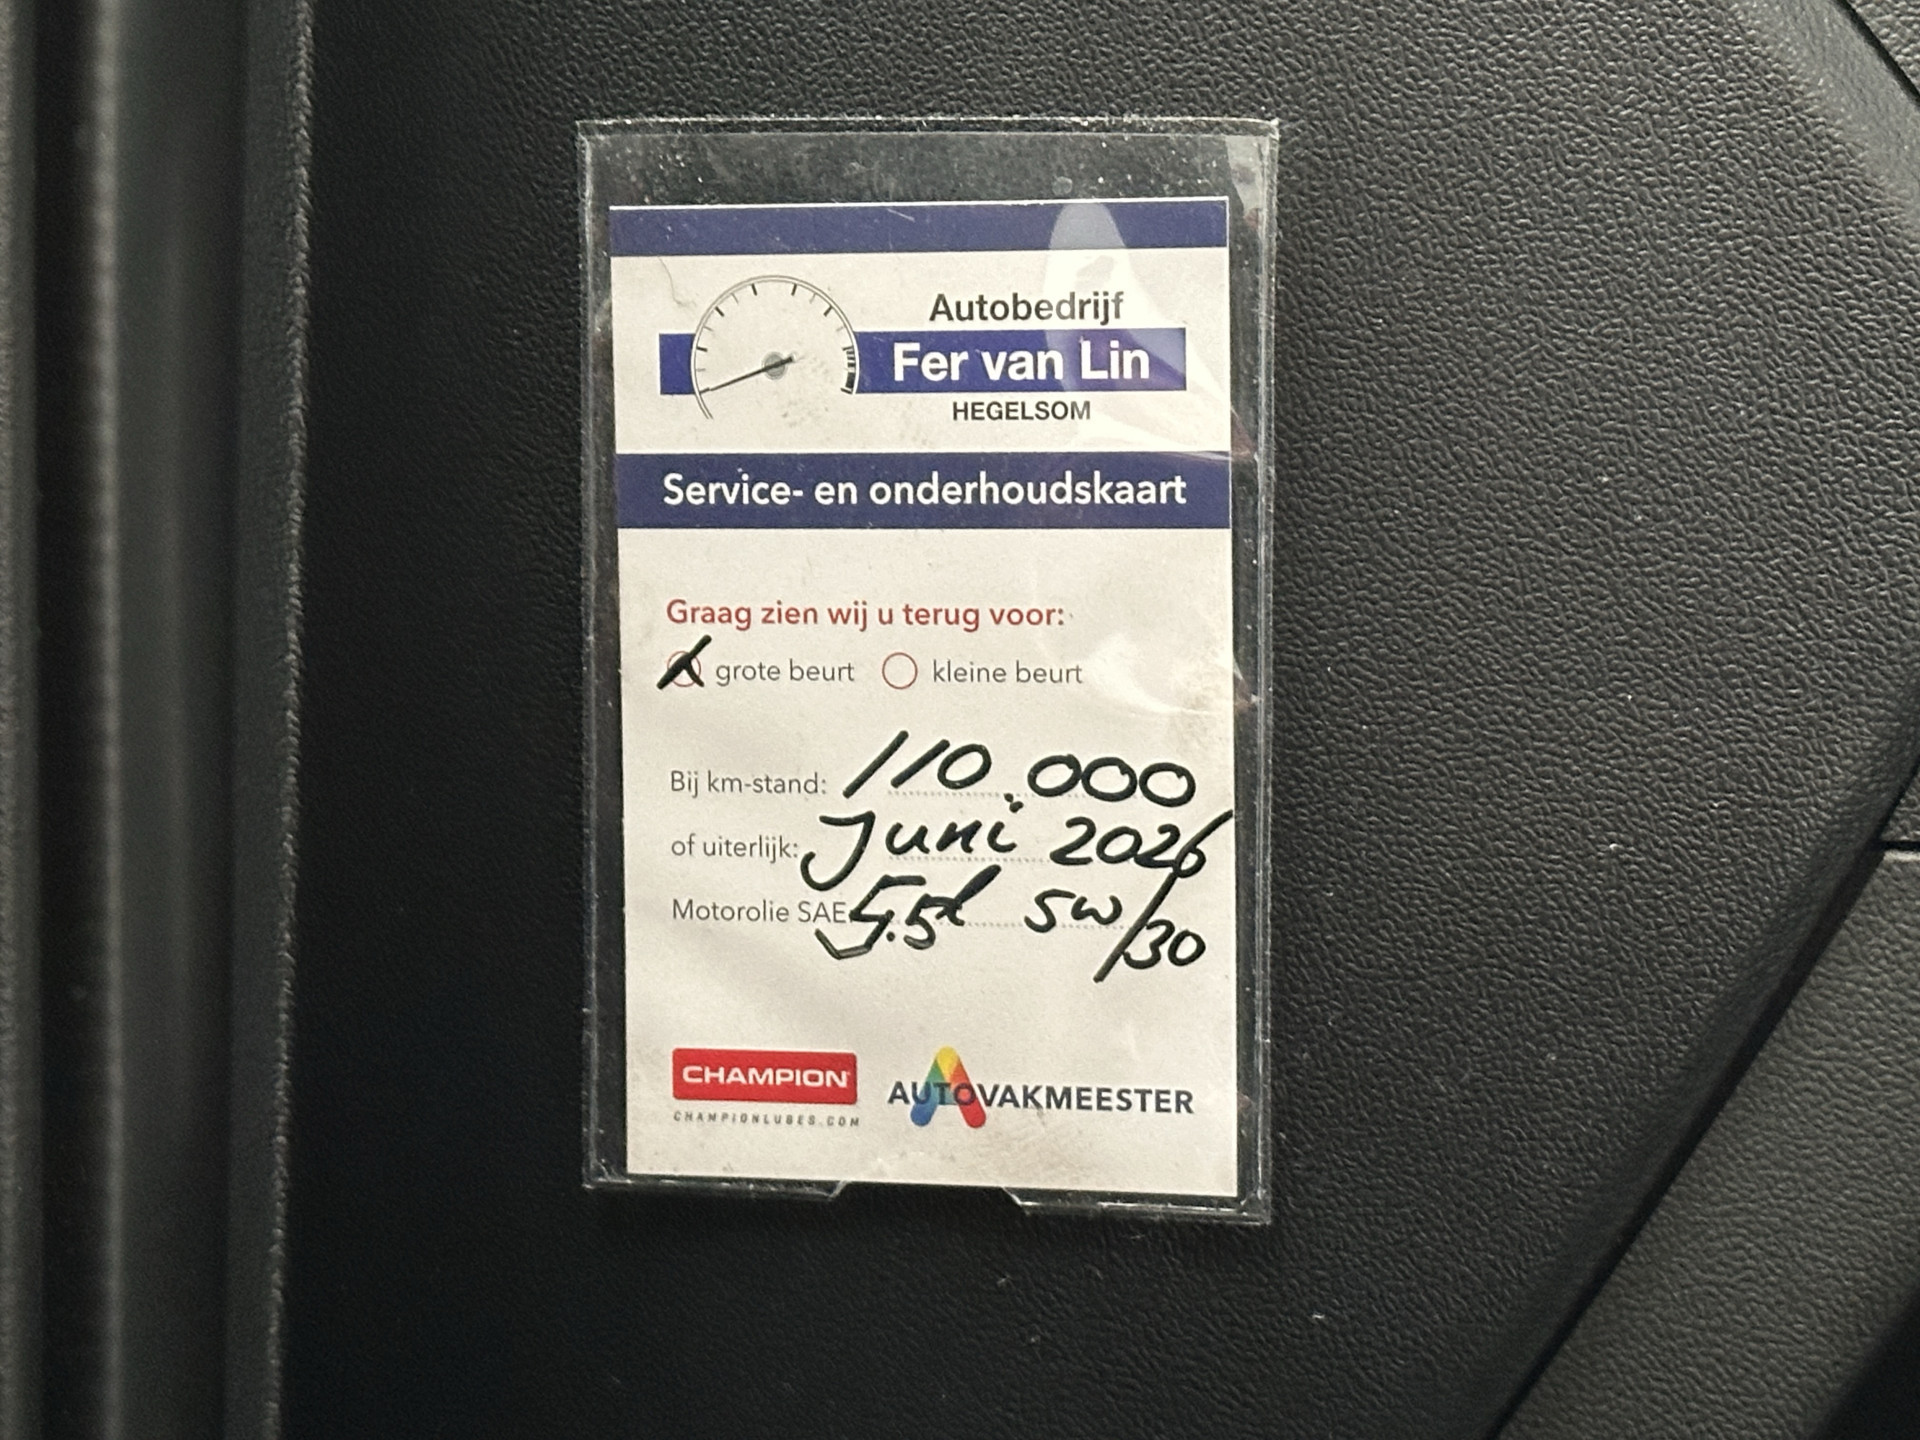 Autobedrijf
Fer van Lin
HEGELSOM
Service- en onderhoudskaart
Graag zien wij u terug voor:
grote beurt kleine beurt
Bij km-stand: 110.000
of uiterlijk: Juni 2026
Motorolie SAE 5.5l 5W/30
CHAMPION
CHAMPIONLUBES.COM
AUTOVAKMEESTER